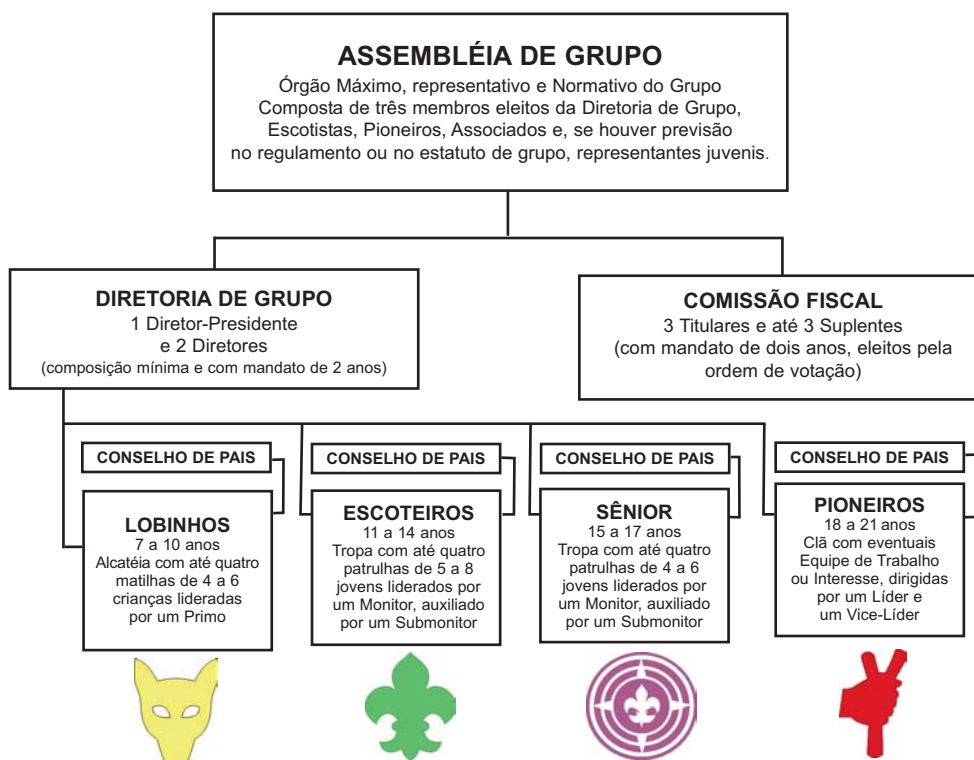 ASSEMBLÉIA DE GRUPO
Órgão Máximo, representativo e Normativo do Grupo
Composta de três membros eleitos da Diretoria de Grupo,
Escotistas, Pioneiros, Associados e, se houver previsão
no regulamento ou no estatuto de grupo, representantes juvenis.
DIRETORIA DE GRUPO
1 Diretor-Presidente
e 2 Diretores
(composição mínima e com mandato de 2 anos)
COMISSÃO FISCAL
3 Titulares e até 3 Suplentes
(com mandato de dois anos, eleitos pela
ordem de votação)
CONSELHO DE PAIS
LOBINHOS
7 a 10 anos
Alcatéia com até quatro
matilhas de 4 a 6
crianças lideradas
por um Primo
CONSELHO DE PAIS
ESCOTEIROS
11 a 14 anos
Tropa com até quatro
patrulhas de 5 a 8
jovens liderados por
um Monitor, auxiliado
por um Submonitor
CONSELHO DE PAIS
SÊNIOR
15 a 17 anos
Tropa com até quatro
patrulhas de 4 a 6
jovens liderados por
um Monitor, auxiliado
por um Submonitor
CONSELHO DE PAIS
PIONEIROS
18 a 21 anos
Clã com eventuais
Equipe de Trabalho
ou Interesse, dirigidas
por um Líder e
um Vice-Líder